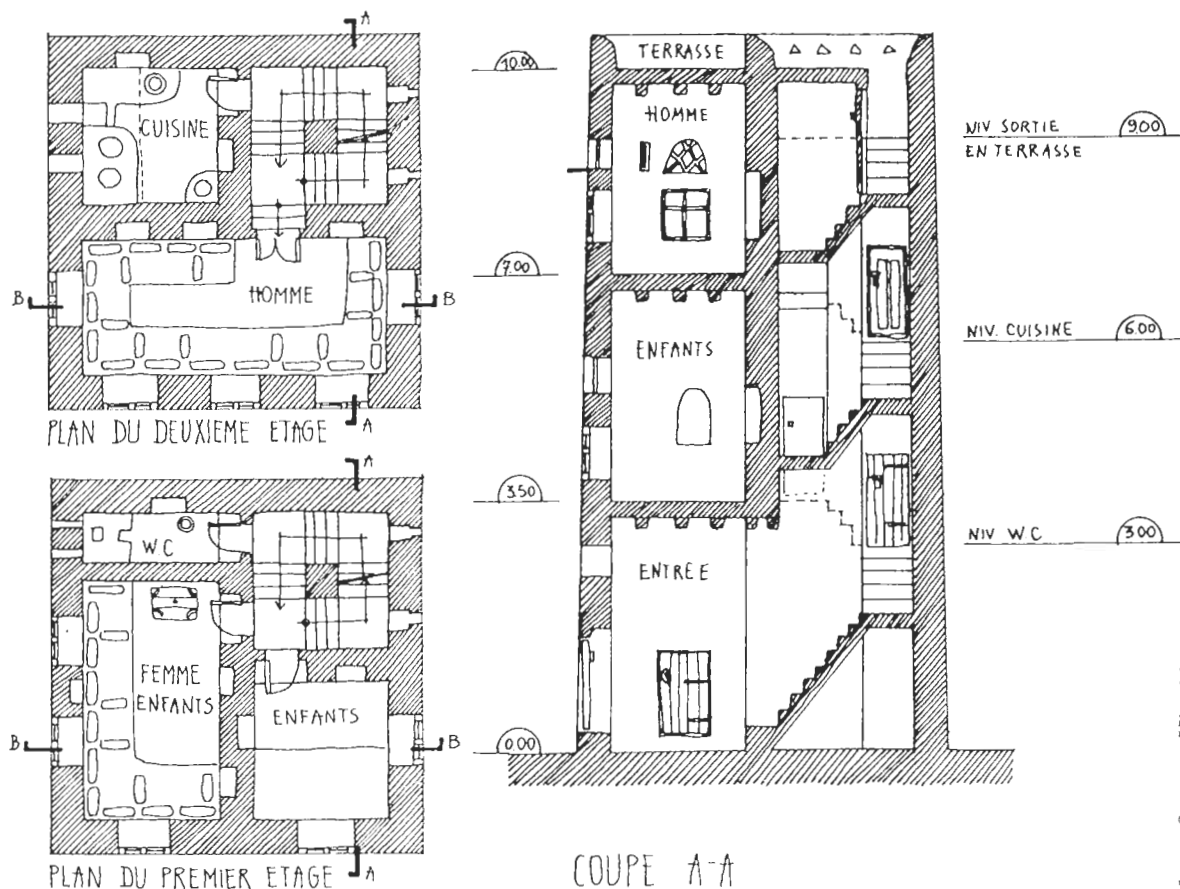 A
CUISINE
HOMME
B
B
A
PLAN DU DEUXIEME ETAGE
A
WC
FEMME
ENFANTS
ENFANTS
B
B
A
PLAN DU PREMIER ETAGE
TERRASSE
10.00
HOMME
NIV SORTIE
EN TERRASSE
9.00
7.00
ENFANTS
NIV. CUISINE
6.00
3.50
ENTREE
NIV WC
3.00
0.00
COUPE A-A